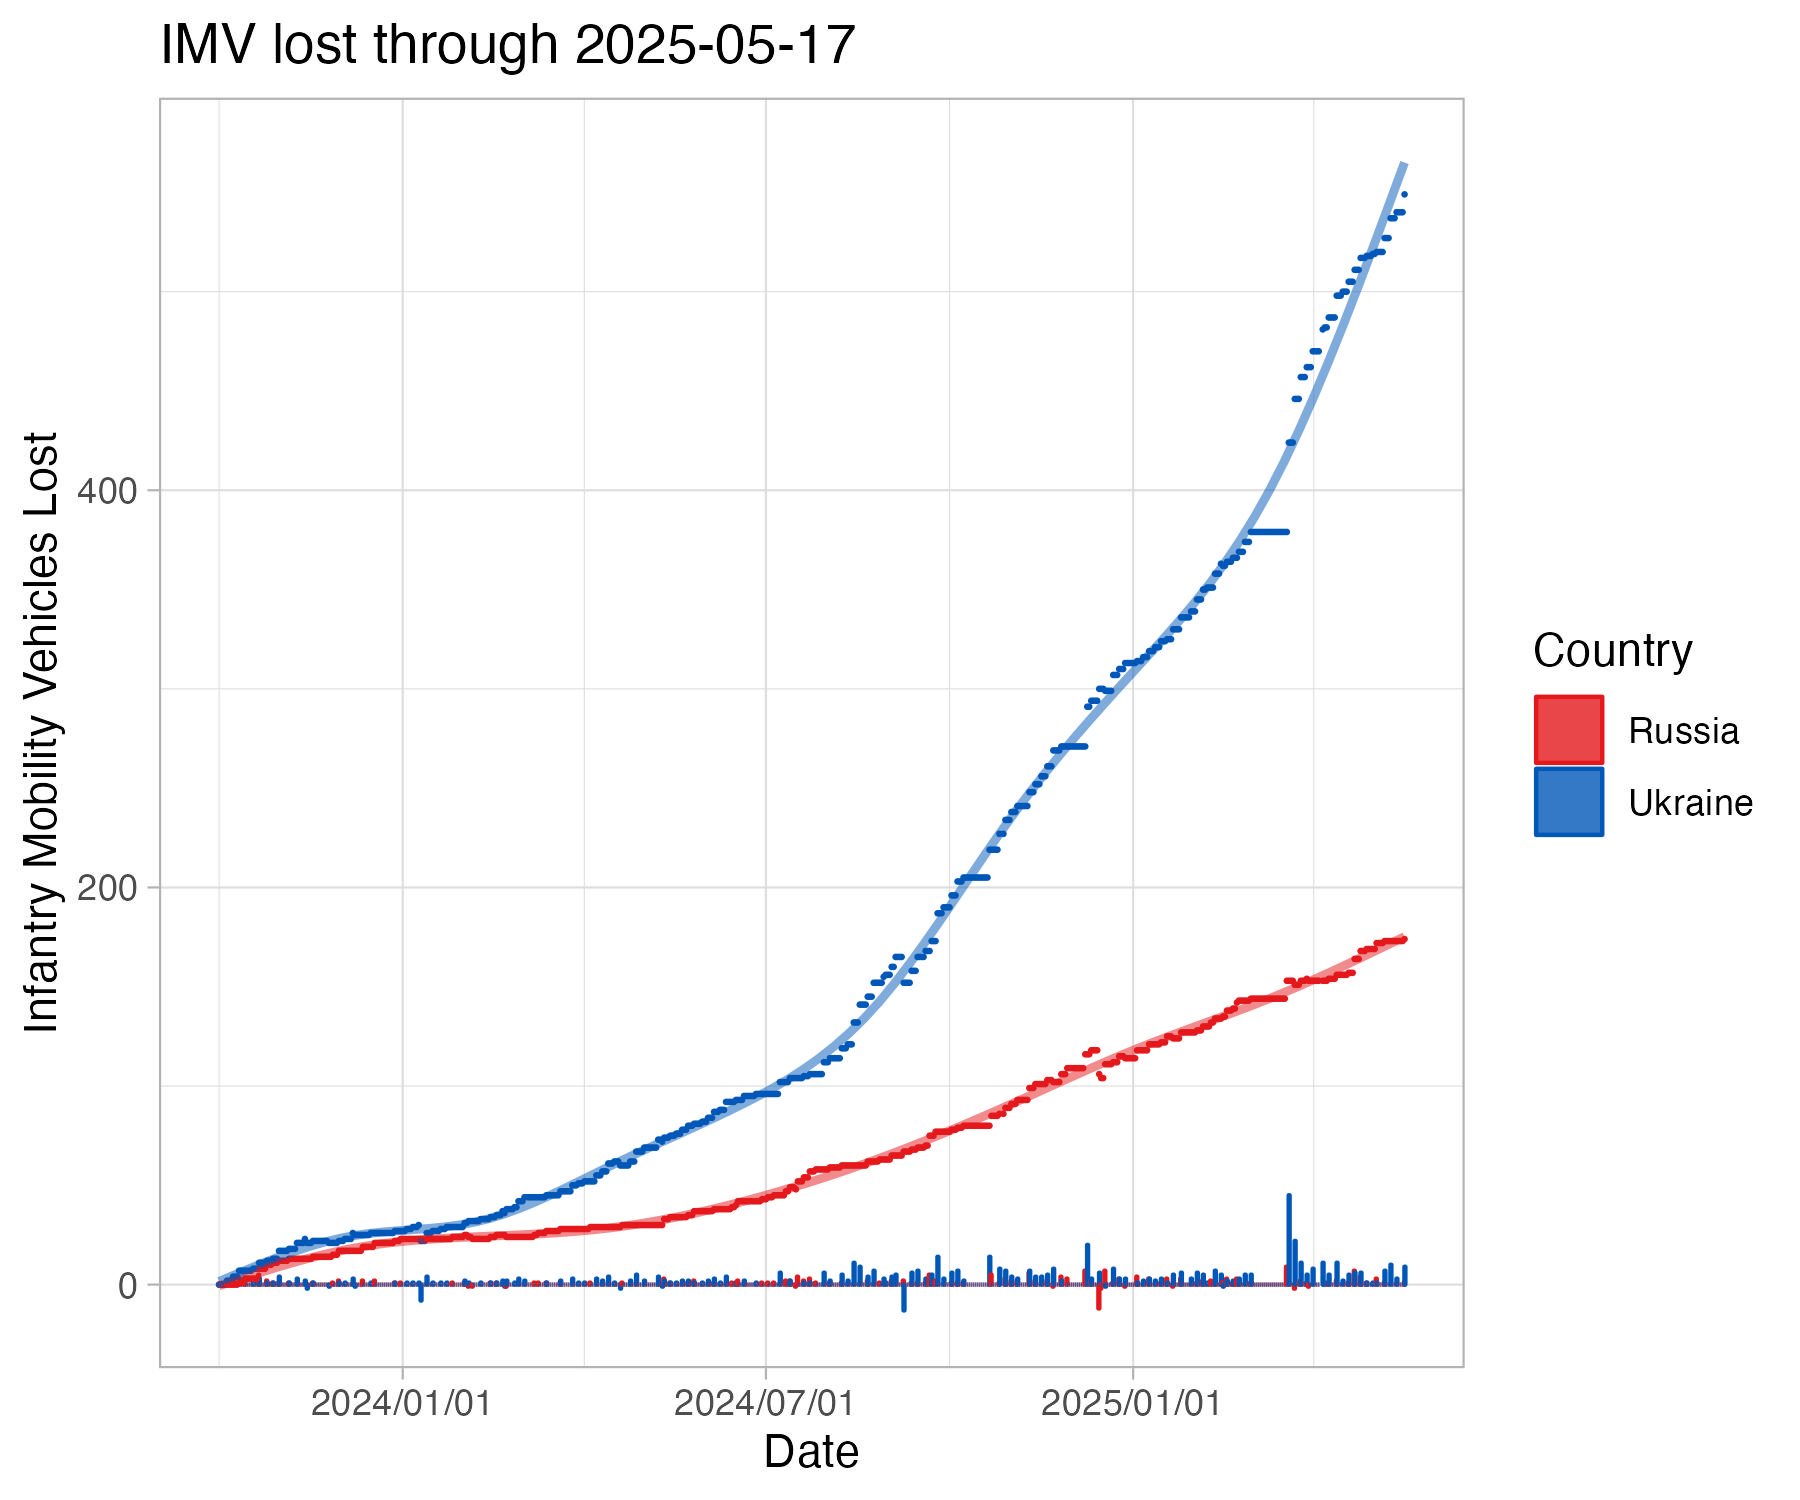 IMV lost through 2025-05-17
Infantry Mobility Vehicles Lost
400
200
0
2024/01/01
2024/07/01
2025/01/01
Date
Country
Russia
Ukraine